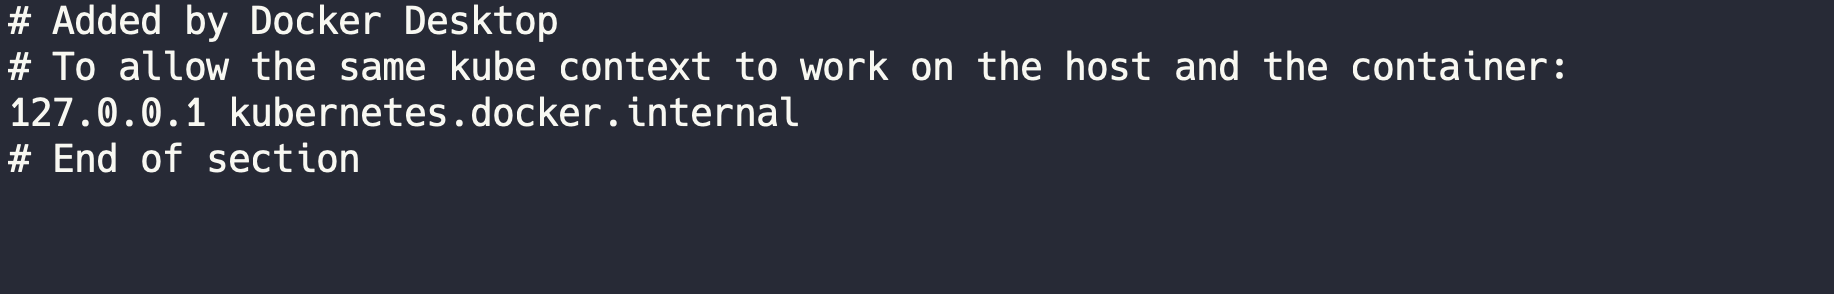 # Added by Docker Desktop
# To allow the same kube context to work on the host and the container:
127.0.0.1 kubernetes.docker.internal
# End of section